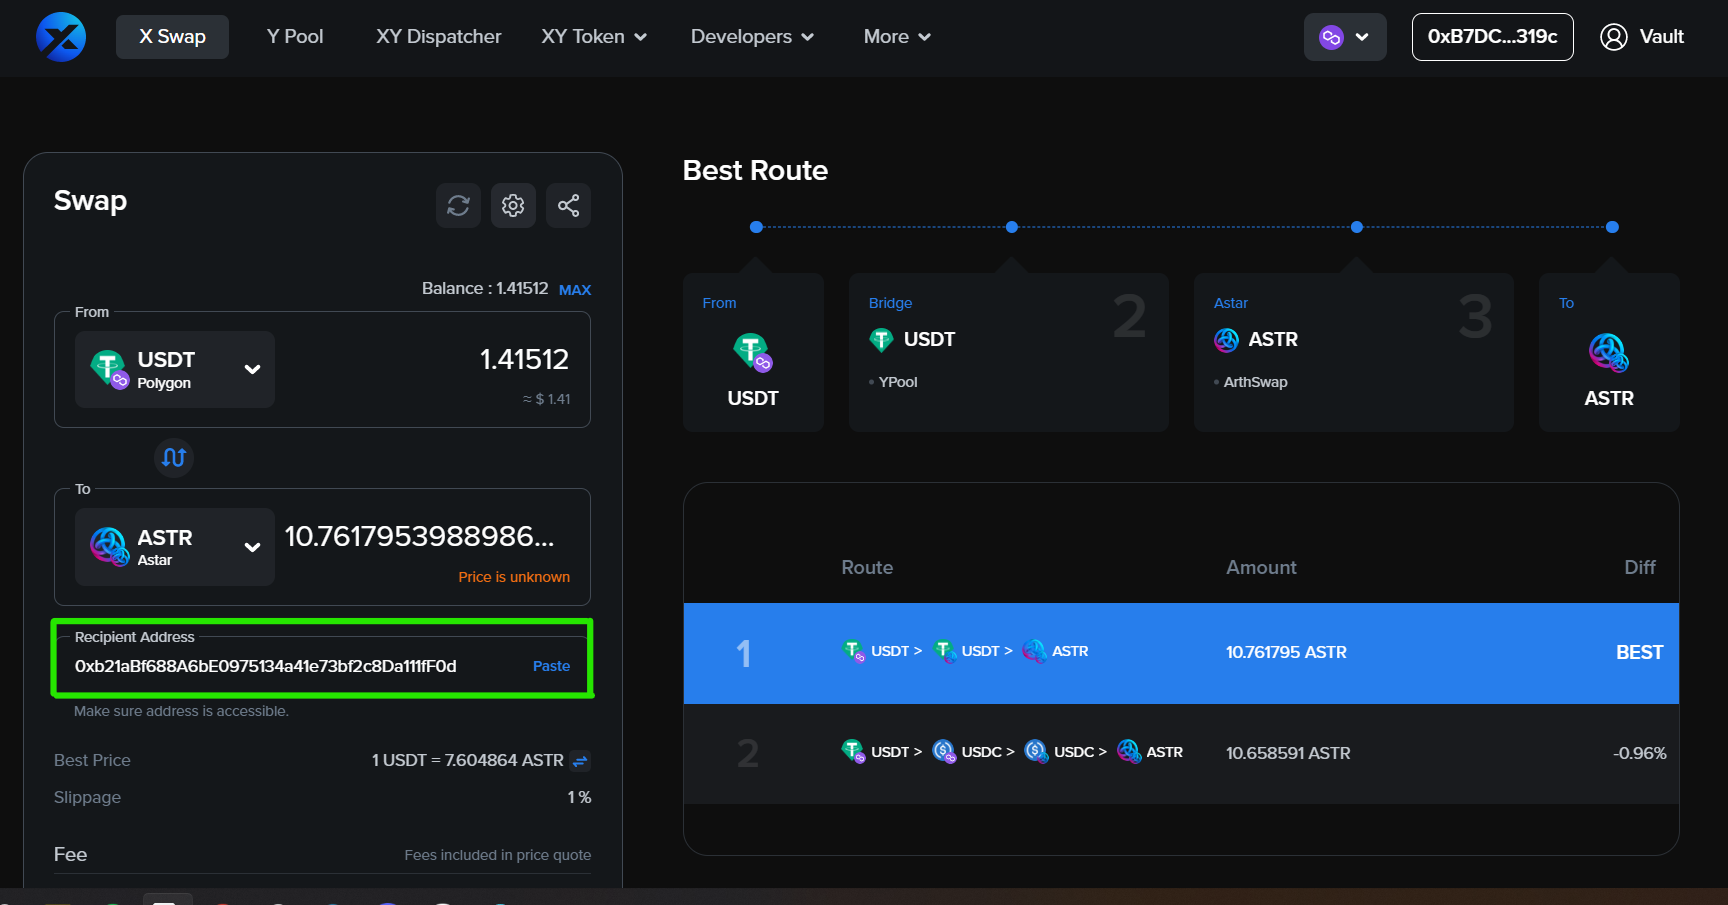 X Swap Y Pool XY Dispatcher XY Token Developers More 0xB7DC...319c Vault
Swap
Balance : 1.41512 MAX
From
USDT
Polygon
1.41512
≈ $ 1.41
To
ASTR
Astar
10.7617953988986...
Price is unknown
Recipient Address
0xb21aBf688A6bE0975134a41e73bf2c8Da111fF0d Paste
Make sure address is accessible.
Best Price 1 USDT = 7.604864 ASTR
Slippage 1 %
Fee Fees included in price quote
Best Route
From
USDT
Bridge 2
USDT
• YPool
Astar 3
ASTR
• ArthSwap
To
ASTR
Route Amount Diff
1 USDT > USDT > ASTR 10.761795 ASTR BEST
2 USDT > USDC > USDC > ASTR 10.658591 ASTR -0.96%